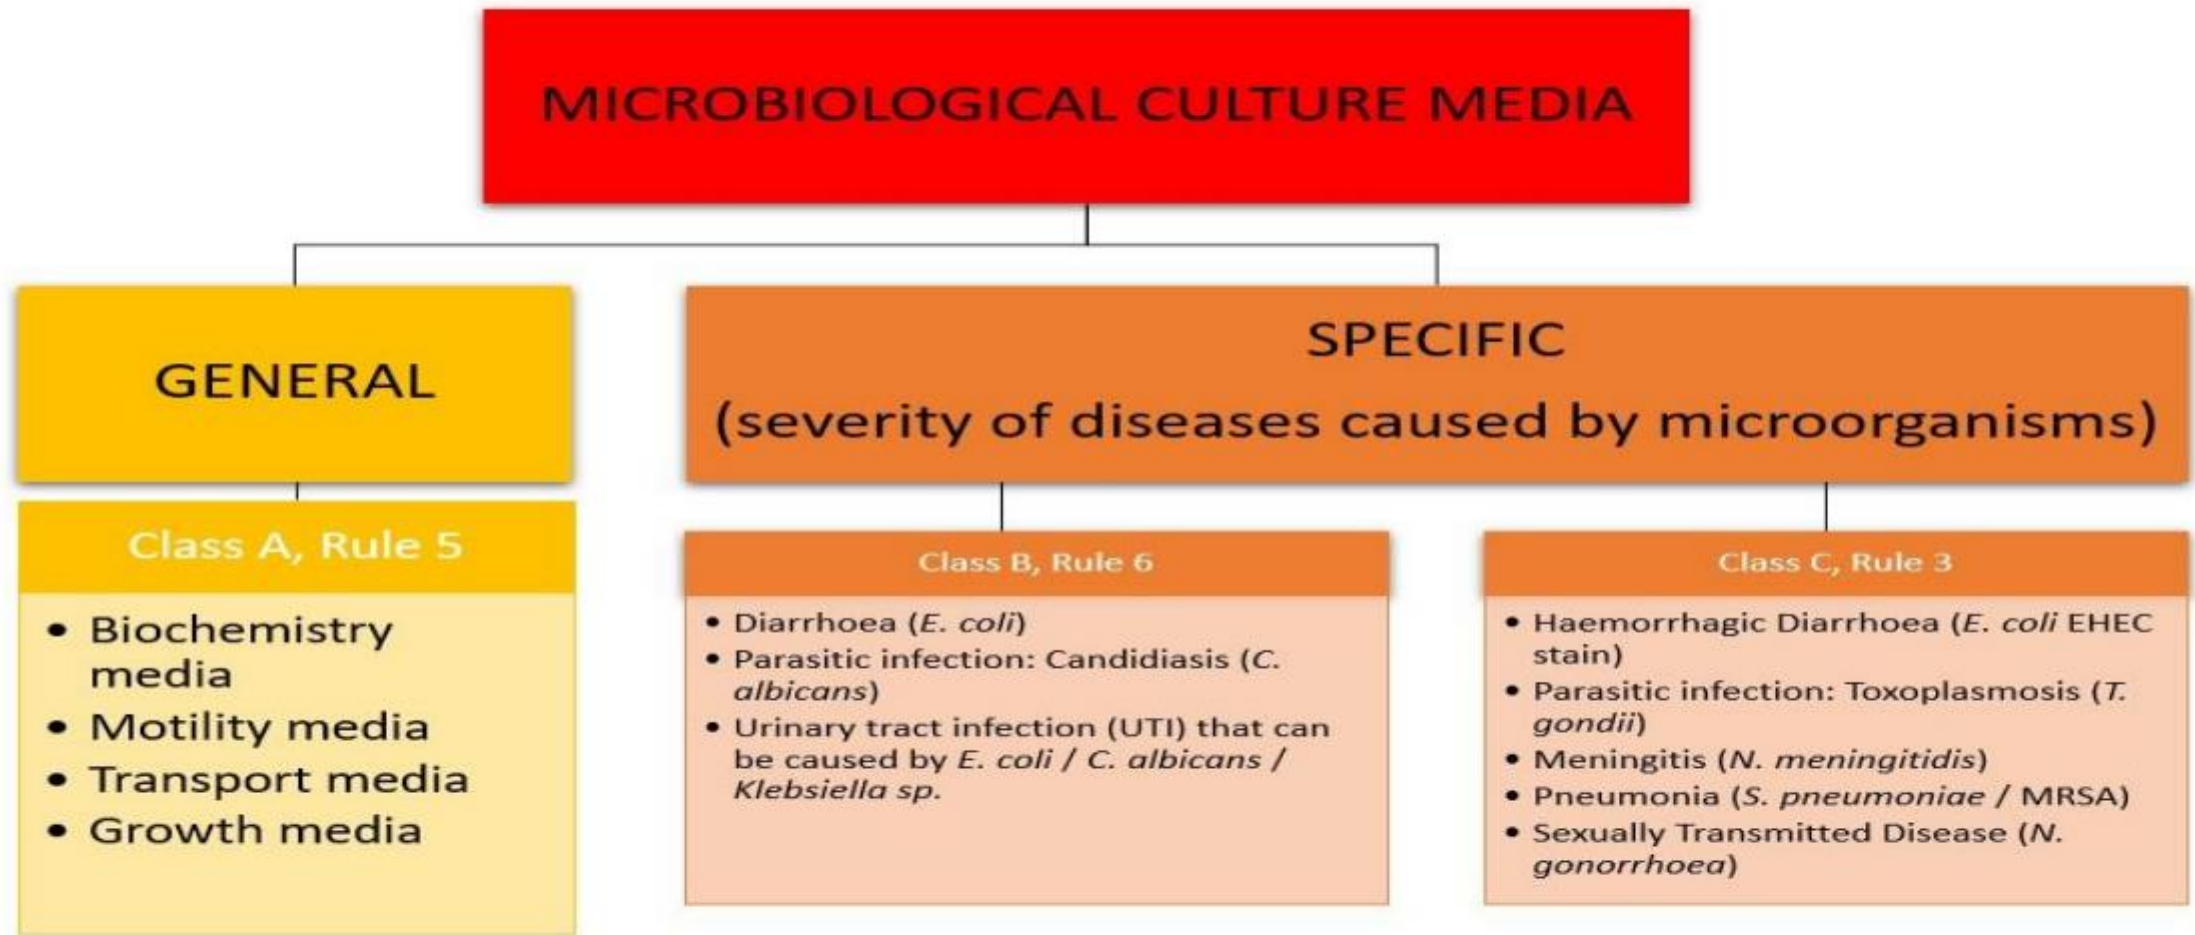 MICROBIOLOGICAL CULTURE MEDIA
GENERAL
SPECIFIC
(severity of diseases caused by microorganisms)
Class A, Rule 5
• Biochemistry
media
• Motility media
• Transport media
• Growth media
Class B, Rule 6
• Diarrhoea (E. coli)
• Parasitic infection: Candidiasis (C.
albicans)
• Urinary tract infection (UTI) that can
be caused by E. coli / C. albicans /
Klebsiella sp.
Class C, Rule 3
• Haemorrhagic Diarrhoea (E. coli EHEC
stain)
• Parasitic infection: Toxoplasmosis (T.
gondii)
• Meningitis (N. meningitidis)
• Pneumonia (S. pneumoniae / MRSA)
• Sexually Transmitted Disease (N.
gonorrhoea)